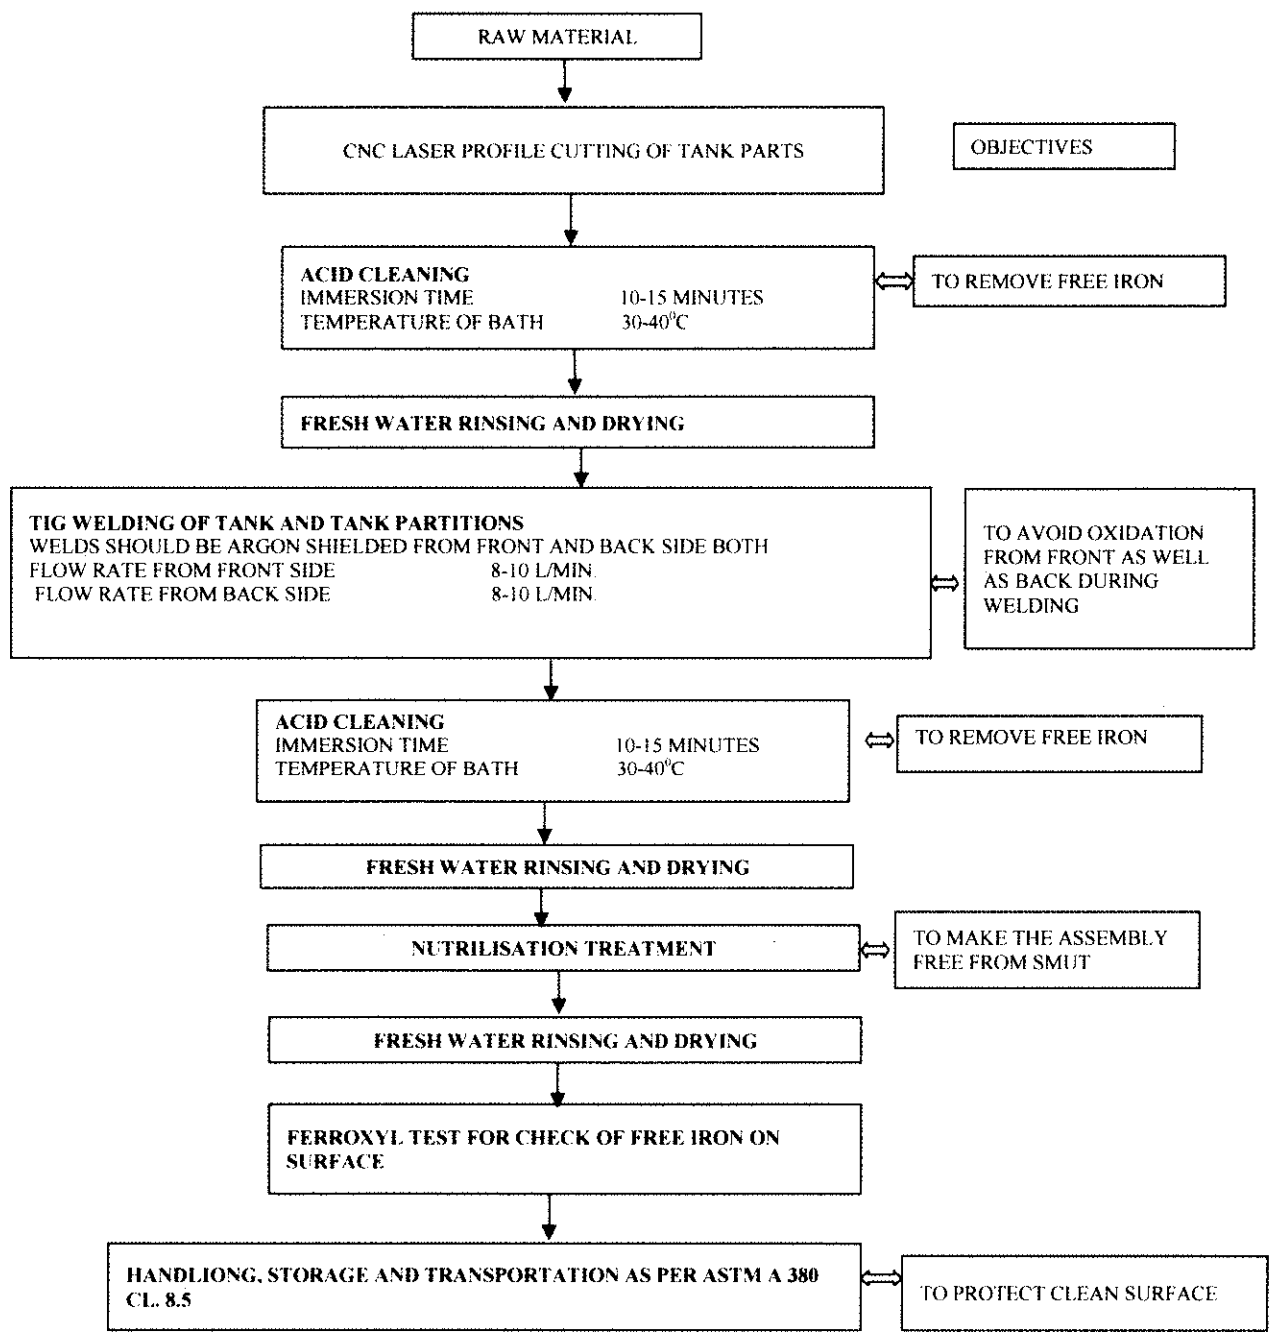 RAW MATERIAL
CNC LASER PROFILE CUTTING OF TANK PARTS
OBJECTIVES
ACID CLEANING
IMMERSION TIME 10-15 MINUTES
TEMPERATURE OF BATH 30-40⁰C
TO REMOVE FREE IRON
FRESH WATER RINSING AND DRYING
TIG WELDING OF TANK AND TANK PARTITIONS
WELDS SHOULD BE ARGON SHIELDED FROM FRONT AND BACK SIDE BOTH
FLOW RATE FROM FRONT SIDE 8-10 L/MIN.
FLOW RATE FROM BACK SIDE 8-10 L/MIN.
TO AVOID OXIDATION
FROM FRONT AS WELL
AS BACK DURING
WELDING
ACID CLEANING
IMMERSION TIME 10-15 MINUTES
TEMPERATURE OF BATH 30-40⁰C
TO REMOVE FREE IRON
FRESH WATER RINSING AND DRYING
NUTRILISATION TREATMENT
TO MAKE THE ASSEMBLY
FREE FROM SMUT
FRESH WATER RINSING AND DRYING
FERROXYL TEST FOR CHECK OF FREE IRON ON
SURFACE
HANDLIONG, STORAGE AND TRANSPORTATION AS PER ASTM A 380
CL. 8.5
TO PROTECT CLEAN SURFACE